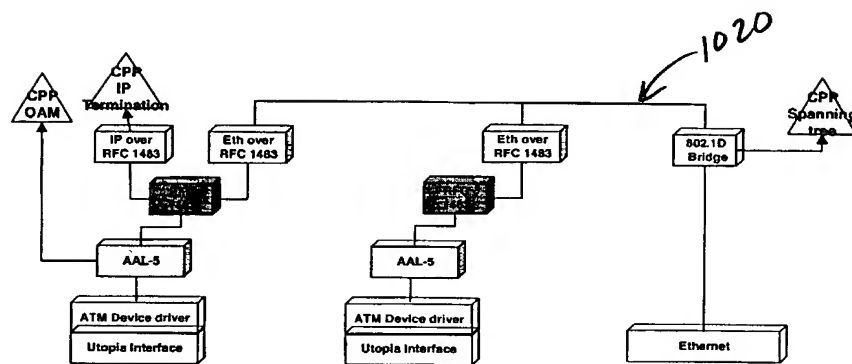 1020
CPP
OAM
CPP
IP
Termination
CPP
Spanning
tree
IP over
RFC 1483
Eth over
RFC 1483
Eth over
RFC 1483
802.1D
Bridge
AAL-5
AAL-5
ATM Device driver
Utopia Interface
ATM Device driver
Utopia Interface
Ethernet